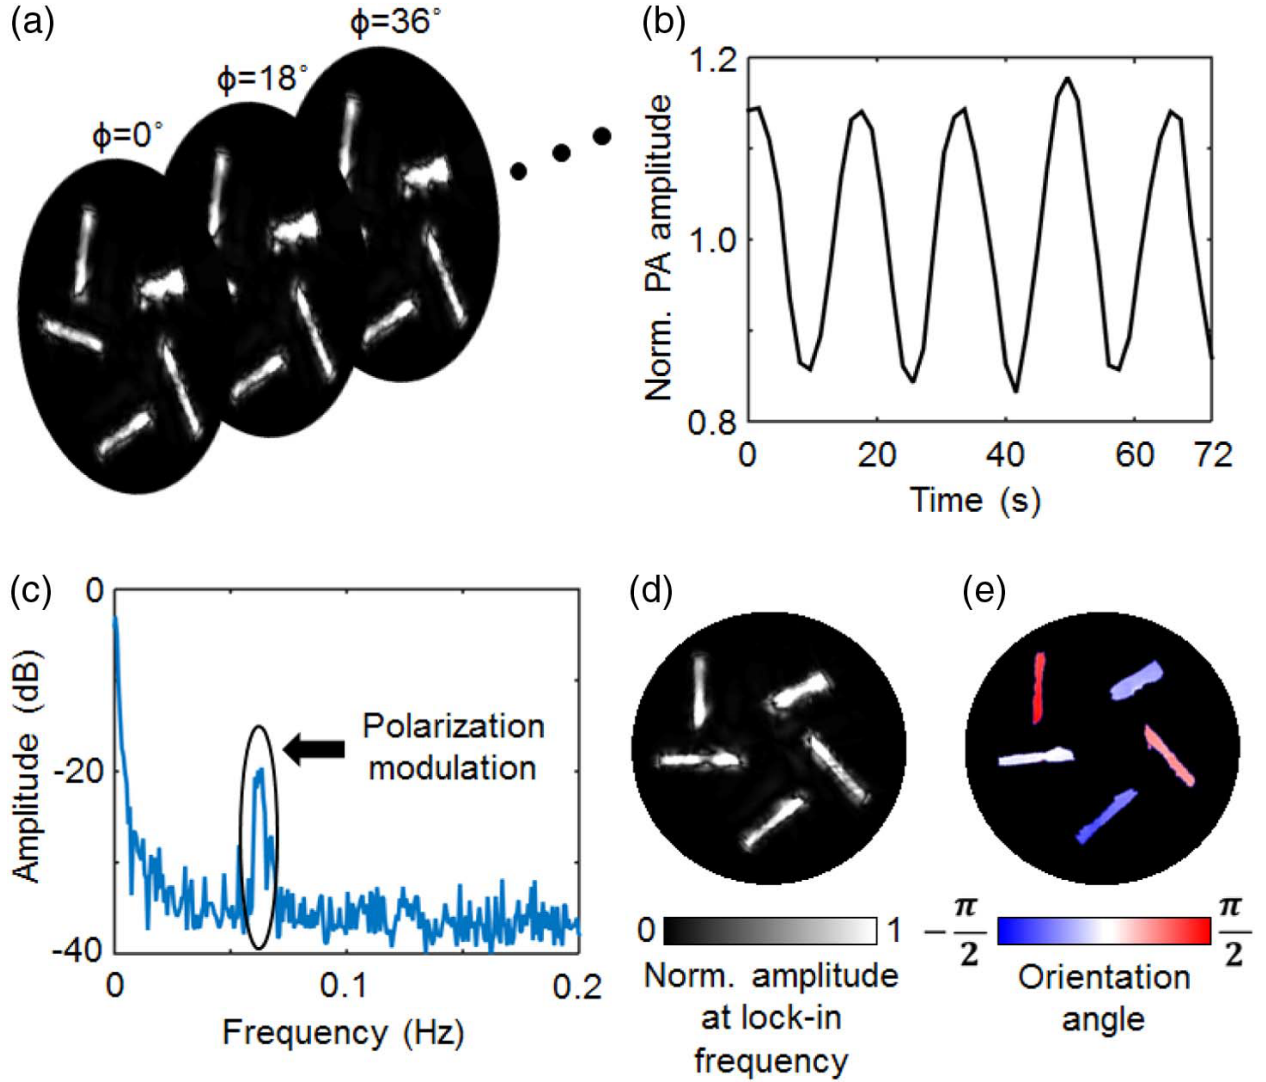 (a)
ϕ=0°
ϕ=18°
ϕ=36°
(b)
1.2
1.0
0.8
Norm. PA amplitude
0
20
40
60
72
Time (s)
(c)
0
-20
-40
Amplitude (dB)
Polarization
modulation
0
0.1
0.2
Frequency (Hz)
(d)
0
1
Norm. amplitude
at lock-in
frequency
(e)
−π/2
π/2
Orientation
angle